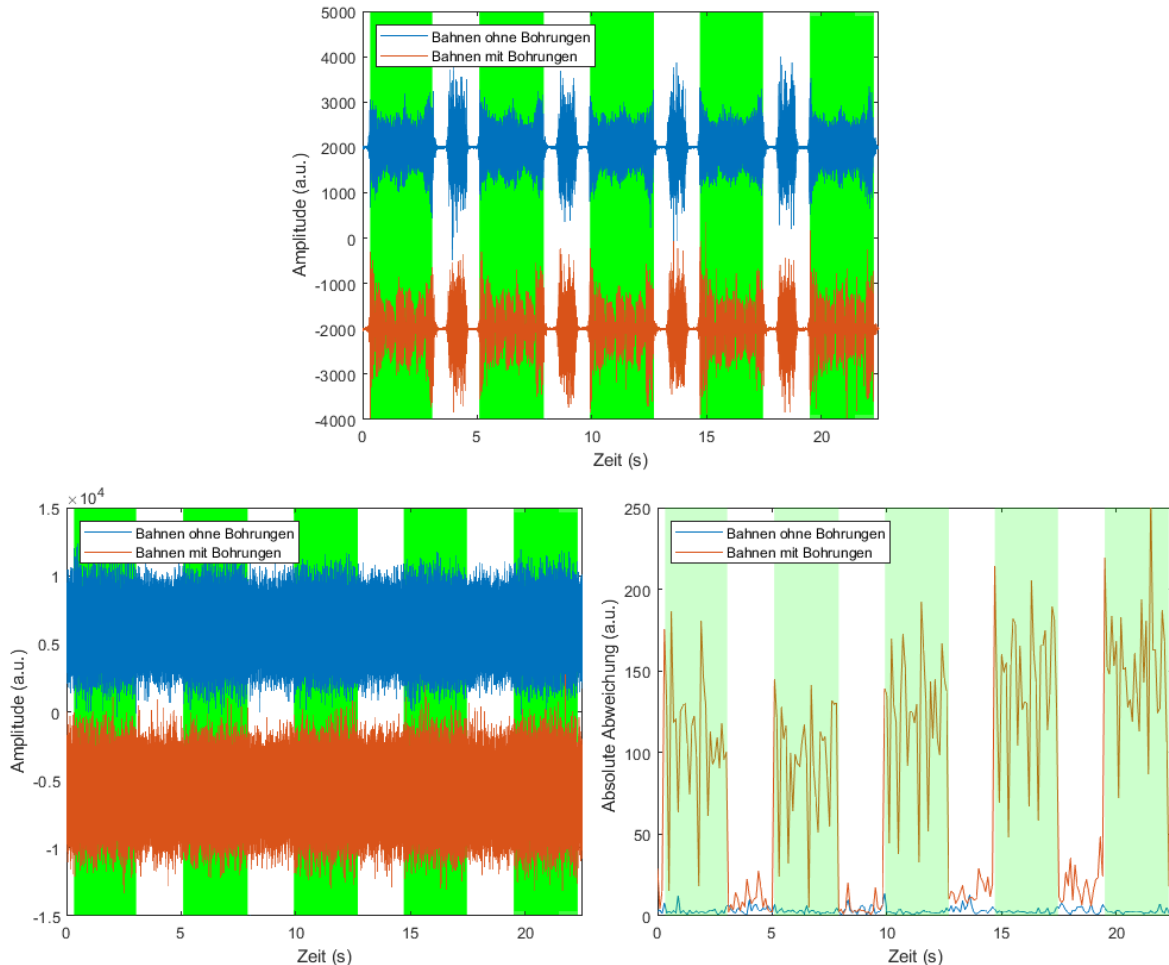 5000
4000
3000
2000
1000
0
-1000
-2000
-3000
-4000
Amplitude (a.u.)
Bahnen ohne Bohrungen
Bahnen mit Bohrungen
0 5 10 15 20
Zeit (s)
×10^4
1.5
1
0.5
0
-0.5
-1
-1.5
Amplitude (a.u.)
Bahnen ohne Bohrungen
Bahnen mit Bohrungen
0 5 10 15 20
Zeit (s)
250
200
150
100
50
0
Absolute Abweichung (a.u.)
Bahnen ohne Bohrungen
Bahnen mit Bohrungen
0 5 10 15 20
Zeit (s)